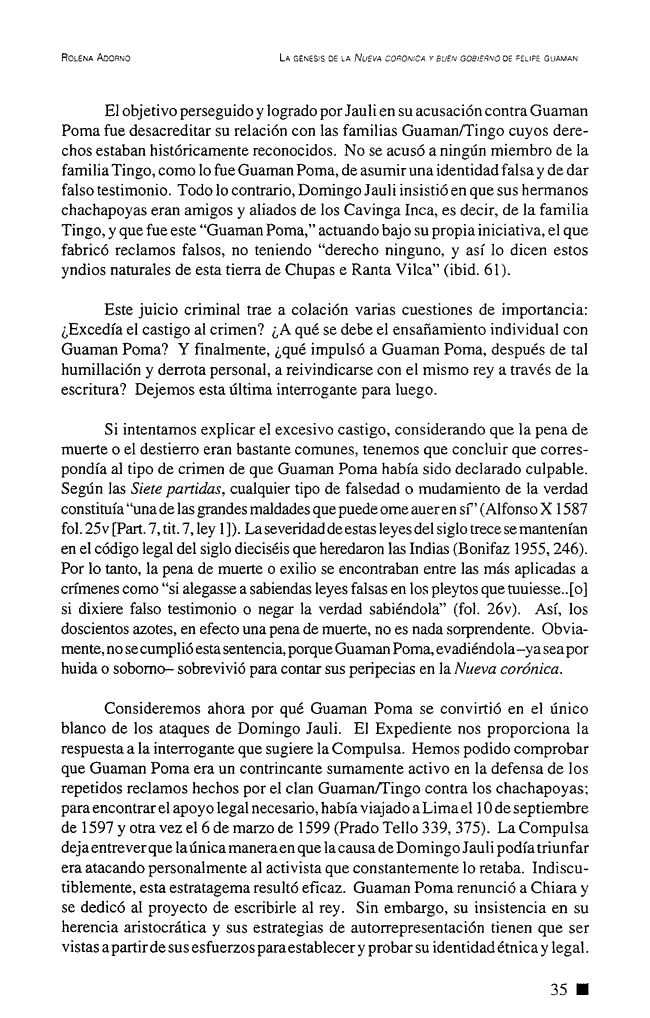 ROLENA ADORNO LA GÉNESIS DE LA NUEVA CORÓNICA Y BUEN GOBIERNO DE FELIPE GUAMAN
El objetivo perseguido y logrado por Jauli en su acusación contra Guaman
Poma fue desacreditar su relación con las familias Guaman/Tingo cuyos dere-
chos estaban históricamente reconocidos. No se acusó a ningún miembro de la
familia Tingo, como lo fue Guaman Poma, de asumir una identidad falsa y de dar
falso testimonio. Todo lo contrario, Domingo Jauli insistió en que sus hermanos
chachapoyas eran amigos y aliados de los Cavinga Inca, es decir, de la familia
Tingo, y que fue este “Guaman Poma,” actuando bajo su propia iniciativa, el que
fabricó reclamos falsos, no teniendo “derecho ninguno, y así lo dicen estos
yndios naturales de esta tierra de Chupas e Ranta Vilca” (ibid. 61).
Este juicio criminal trae a colación varias cuestiones de importancia:
¿Excedía el castigo al crimen? ¿A qué se debe el ensañamiento individual con
Guaman Poma? Y finalmente, ¿qué impulsó a Guaman Poma, después de tal
humillación y derrota personal, a reivindicarse con el mismo rey a través de la
escritura? Dejemos esta última interrogante para luego.
Si intentamos explicar el excesivo castigo, considerando que la pena de
muerte o el destierro eran bastante comunes, tenemos que concluir que corres-
pondía al tipo de crimen de que Guaman Poma había sido declarado culpable.
Según las Siete partidas, cualquier tipo de falsedad o mudamiento de la verdad
constituía “una de las grandes maldades que puede ome auer en sí” (Alfonso X 1587
fol. 25v [Part. 7, tit. 7, ley 1]). La severidad de estas leyes del siglo trece se mantenían
en el código legal del siglo dieciséis que heredaron las Indias (Bonifaz 1955, 246).
Por lo tanto, la pena de muerte o exilio se encontraban entre las más aplicadas a
crímenes como “si alegasse a sabiendas leyes falsas en los pleytos que tuuiesse..[o]
si dixiere falso testimonio o negar la verdad sabiéndola” (fol. 26v). Así, los
doscientos azotes, en efecto una pena de muerte, no es nada sorprendente. Obvia-
mente, no se cumplió esta sentencia, porque Guaman Poma, evadiéndola –ya sea por
huida o soborno– sobrevivió para contar sus peripecias en la Nueva corónica.
Consideremos ahora por qué Guaman Poma se convirtió en el único
blanco de los ataques de Domingo Jauli. El Expediente nos proporciona la
respuesta a la interrogante que sugiere la Compulsa. Hemos podido comprobar
que Guaman Poma era un contrincante sumamente activo en la defensa de los
repetidos reclamos hechos por el clan Guaman/Tingo contra los chachapoyas;
para encontrar el apoyo legal necesario, había viajado a Lima el 10 de septiembre
de 1597 y otra vez el 6 de marzo de 1599 (Prado Tello 339, 375). La Compulsa
deja entrever que la única manera en que la causa de Domingo Jauli podía triunfar
era atacando personalmente al activista que constantemente lo retaba. Indiscu-
tiblemente, esta estratagema resultó eficaz. Guaman Poma renunció a Chiara y
se dedicó al proyecto de escribirle al rey. Sin embargo, su insistencia en su
herencia aristocrática y sus estrategias de autorrepresentación tienen que ser
vistas a partir de sus esfuerzos para establecer y probar su identidad étnica y legal.
35